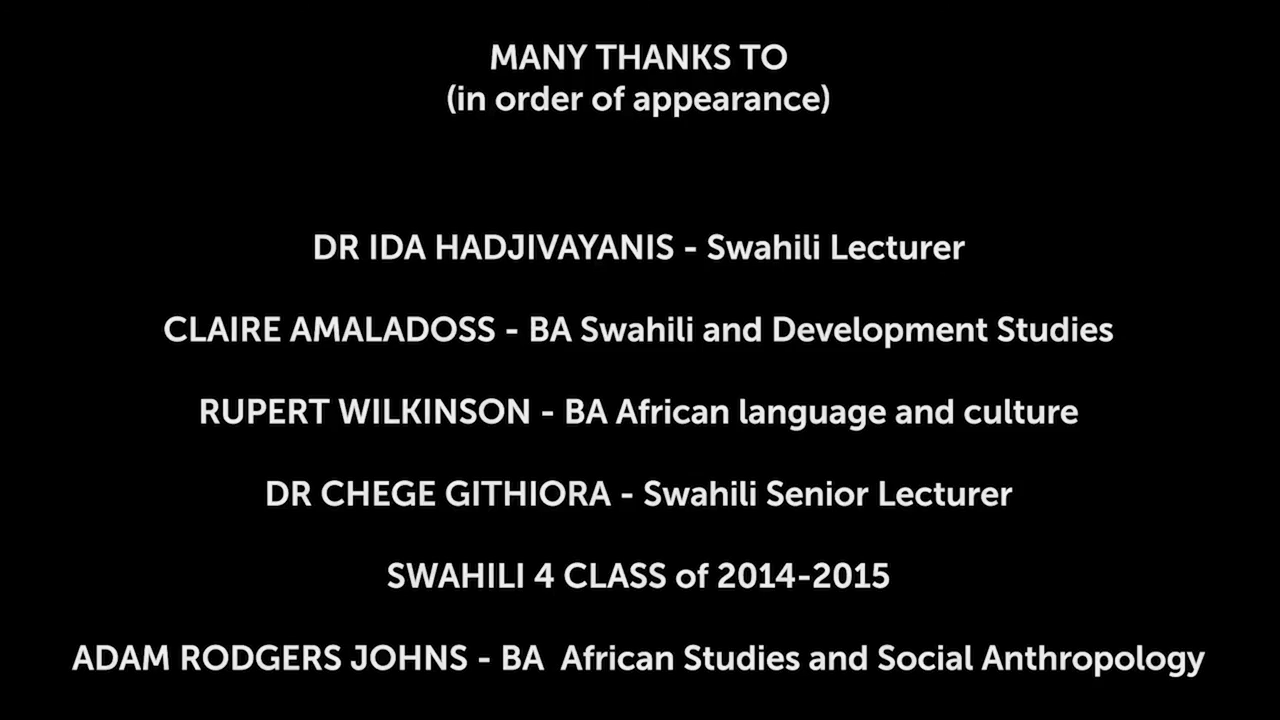 MANY THANKS TO
(in order of appearance)
DR IDA HADJIVAYANIS - Swahili Lecturer
CLAIRE AMALADOSS - BA Swahili and Development Studies
RUPERT WILKINSON - BA African language and culture
DR CHEGE GITHIORA - Swahili Senior Lecturer
SWAHILI 4 CLASS of 2014-2015
ADAM RODGERS JOHNS - BA  African Studies and Social Anthropology